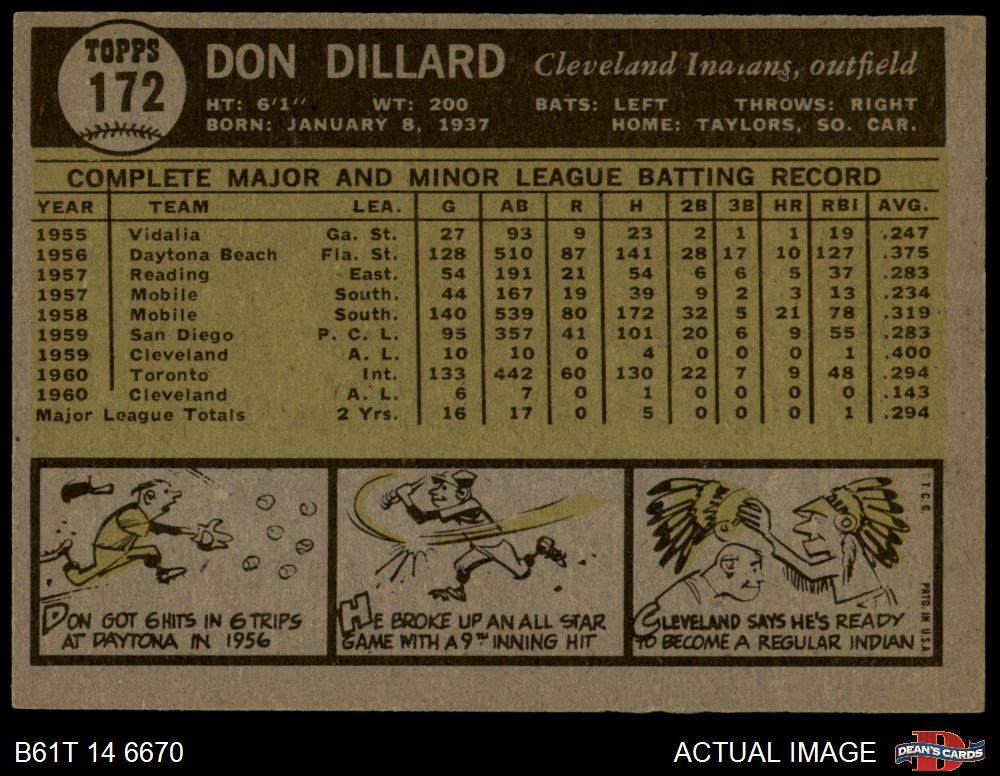 TOPPS
172
DON DILLARD Cleveland Indians, outfield
HT: 6'1" WT: 200 BATS: LEFT THROWS: RIGHT
BORN: JANUARY 8, 1937 HOME: TAYLORS, SO. CAR.
COMPLETE MAJOR AND MINOR LEAGUE BATTING RECORD
YEAR TEAM LEA. G AB R H 2B 3B HR RBI AVG.
1955 Vidalia Ga. St. 27 93 9 23 2 1 1 19 .247
1956 Daytona Beach Fla. St. 128 510 87 141 28 17 10 127 .375
1957 Reading East. 54 191 21 54 6 6 5 37 .283
1957 Mobile South. 44 167 19 39 9 2 3 13 .234
1958 Mobile South. 140 539 80 172 32 5 21 78 .319
1959 San Diego P. C. L. 95 357 41 101 20 6 9 55 .283
1959 Cleveland A. L. 10 10 0 4 0 0 0 1 .400
1960 Toronto Int. 133 442 60 130 22 7 9 48 .294
1960 Cleveland A. L. 6 7 0 1 0 0 0 0 .143
Major League Totals 2 Yrs. 16 17 0 5 0 0 0 1 .294
DON GOT 6 HITS IN 6 TRIPS
AT DAYTONA IN 1956
HE BROKE UP AN ALL STAR
GAME WITH A 9TH INNING HIT
CLEVELAND SAYS HE'S READY
TO BECOME A REGULAR INDIAN
© T. C. G. PRTD. IN U.S.A.
B61T 14 6670
ACTUAL IMAGE
D
DEAN'S CARDS